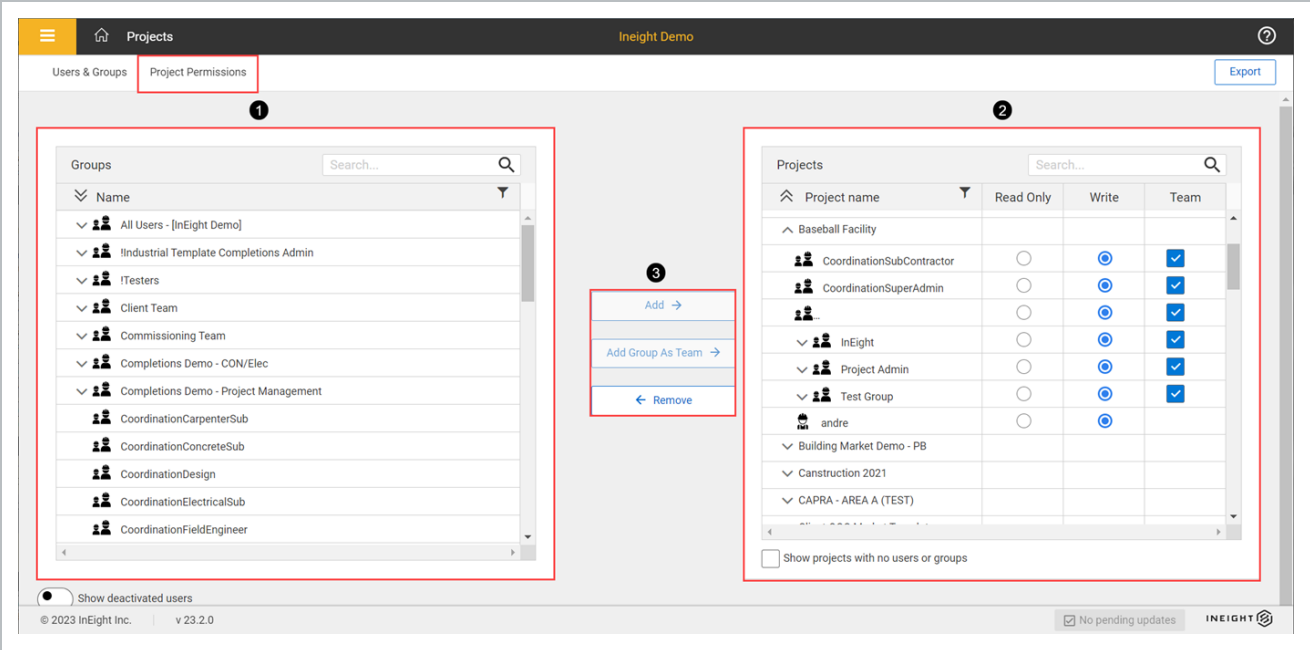 Projects
Ineight Demo
Users & Groups
Project Permissions
Export
1
2
Groups
Search...
Name
All Users - [InEight Demo]
!Industrial Template Completions Admin
!Testers
Client Team
Commissioning Team
Completions Demo - CON/Elec
Completions Demo - Project Management
CoordinationCarpenterSub
CoordinationConcreteSub
CoordinationDesign
CoordinationElectricalSub
CoordinationFieldEngineer
3
Add →
Add Group As Team →
← Remove
Projects
Search...
Project name Read Only Write Team
Baseball Facility
CoordinationSubContractor
CoordinationSuperAdmin
...
InEight
Project Admin
Test Group
andre
Building Market Demo - PB
Canstruction 2021
CAPRA - AREA A (TEST)
Show projects with no users or groups
Show deactivated users
© 2023 InEight Inc. v 23.2.0
No pending updates
INEIGHT